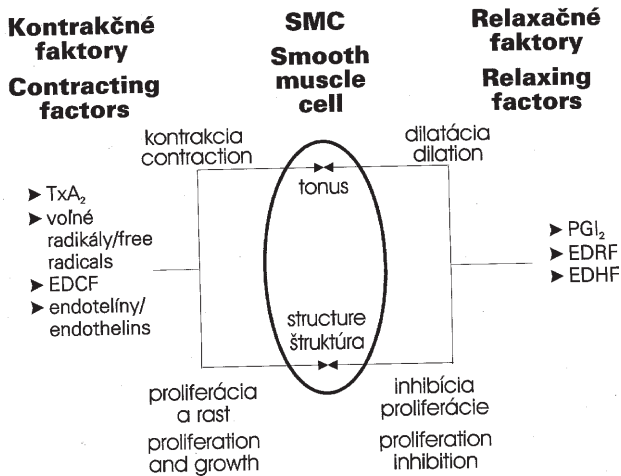 Kontrakčné
faktory
Contracting
factors
SMC
Smooth
muscle
cell
Relaxačné
faktory
Relaxing
factors
kontrakcia
contraction
dilatácia
dilation
tonus
➤ TxA₂
➤ voľné
radikály/free
radicals
➤ EDCF
➤ endotelíny/
endothelins
➤ PGI₂
➤ EDRF
➤ EDHF
structure
štruktúra
proliferácia
a rast
proliferation
and growth
inhibícia
proliferácie
proliferation
inhibition